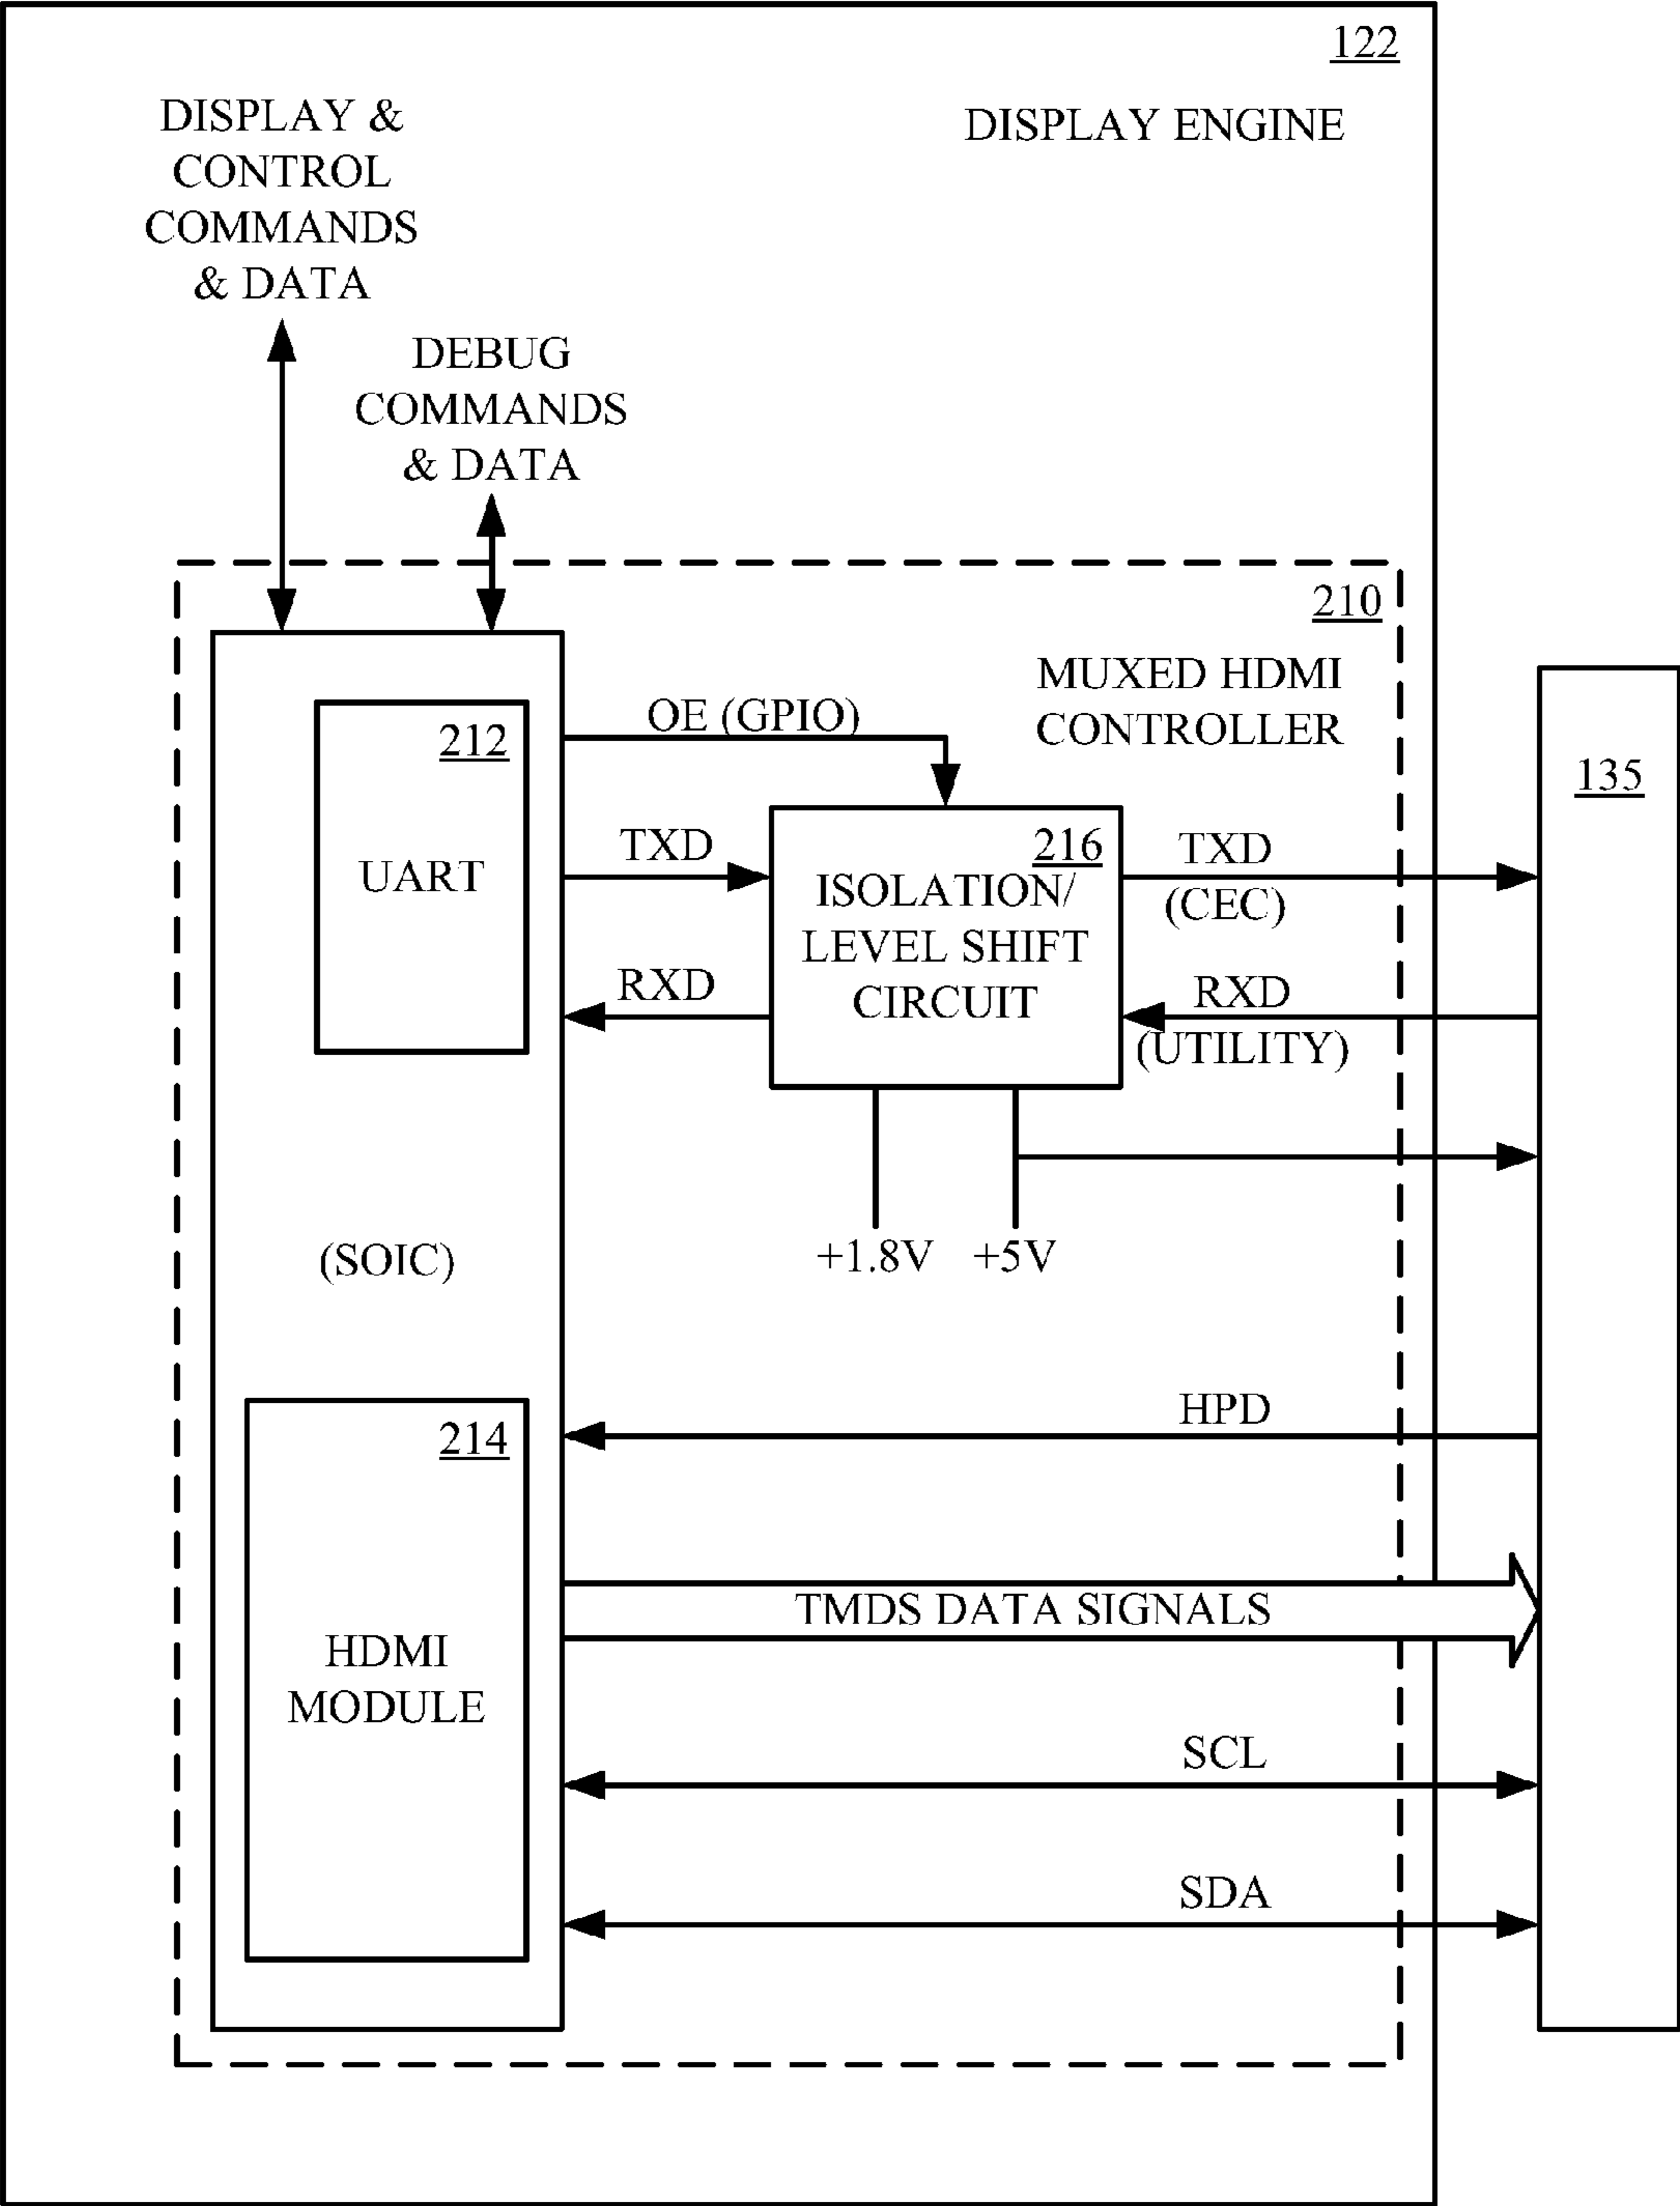 122
DISPLAY ENGINE
DISPLAY &
CONTROL
COMMANDS
& DATA
DEBUG
COMMANDS
& DATA
210
MUXED HDMI
CONTROLLER
OE (GPIO)
212
UART
TXD
RXD
216
ISOLATION/
LEVEL SHIFT
CIRCUIT
TXD
(CEC)
RXD
(UTILITY)
135
+1.8V
+5V
(SOIC)
HPD
214
HDMI
MODULE
TMDS DATA SIGNALS
SCL
SDA